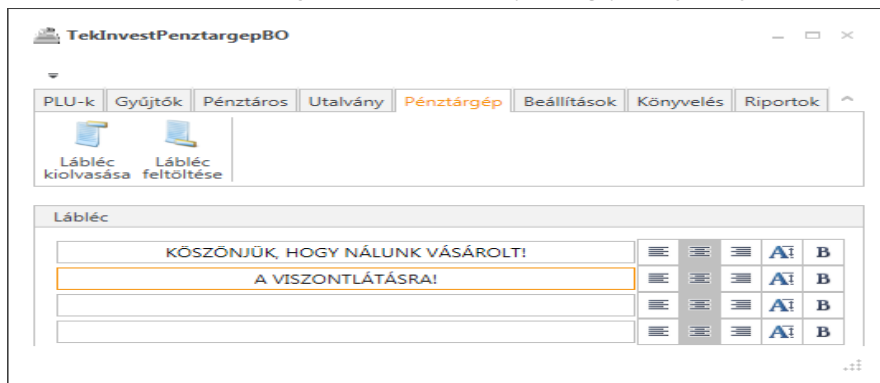 TekInvestPenztargepBO
PLU-k Gyűjtők Pénztáros Utalvány Pénztárgép Beállítások Könyvelés Riportok
Lábléc kiolvasása
Lábléc feltöltése
Lábléc
KÖSZÖNJÜK, HOGY NÁLUNK VÁSÁROLT!
A VISZONTLÁTÁSRA!